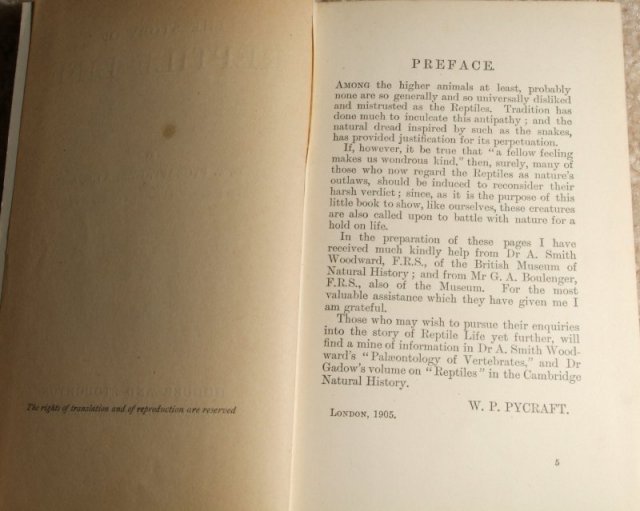 The rights of translation and of reproduction are reserved
PREFACE.
AMONG the higher animals at least, probably
none are so generally and so universally disliked
and mistrusted as the Reptiles. Tradition has
done much to inculcate this antipathy; and the
natural dread inspired by such as the snakes,
has provided justification for its perpetuation.
If, however, it be true that "a fellow feeling
makes us wondrous kind," then, surely, many of
those who now regard the Reptiles as nature's
outlaws, should be induced to reconsider their
harsh verdict; since, as it is the purpose of this
little book to show, like ourselves, these creatures
are also called upon to battle with nature for a
hold on life.
In the preparation of these pages I have
received much kindly help from Dr A. Smith
Woodward, F.R.S., of the British Museum of
Natural History; and from Mr G. A. Boulenger,
F.R.S., also of the Museum. For the most
valuable assistance which they have given me I
am grateful.
Those who may wish to pursue their enquiries
into the story of Reptile Life yet further, will
find a mine of information in Dr A. Smith Wood-
ward's "Palæontology of Vertebrates," and Dr
Gadow's volume on "Reptiles" in the Cambridge
Natural History.
W. P. PYCRAFT.
LONDON, 1905.
5